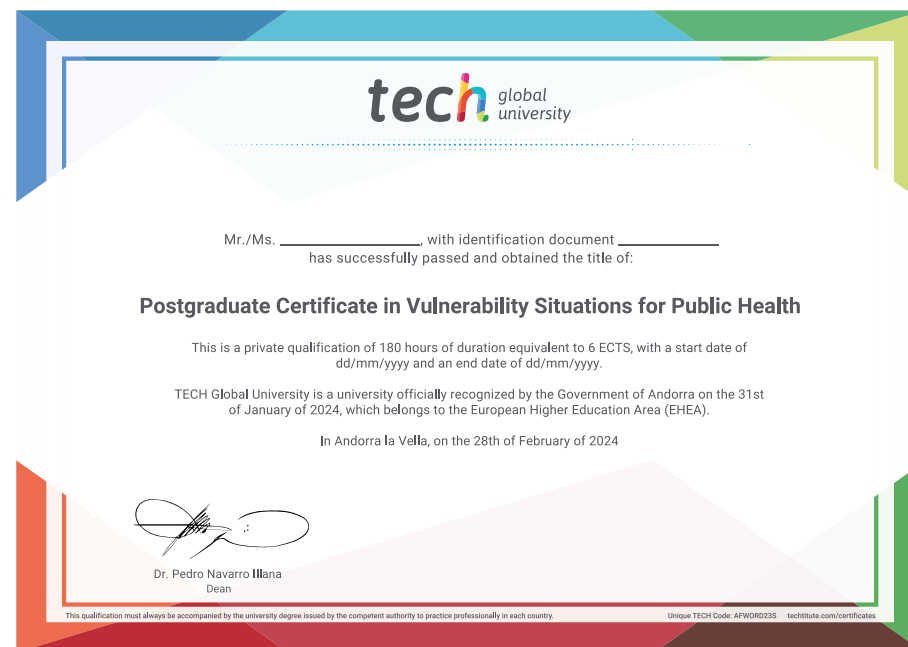 tech global university
Mr./Ms. ____________, with identification document ____________
has successfully passed and obtained the title of:
Postgraduate Certificate in Vulnerability Situations for Public Health
This is a private qualification of 180 hours of duration equivalent to 6 ECTS, with a start date of
dd/mm/yyyy and an end date of dd/mm/yyyy.
TECH Global University is a university officially recognized by the Government of Andorra on the 31st
of January of 2024, which belongs to the European Higher Education Area (EHEA).
In Andorra la Vella, on the 28th of February of 2024
Dr. Pedro Navarro Illana
Dean
This qualification must always be accompanied by the university degree issued by the competent authority to practice professionally in each country.
Unique TECH Code: AFWORD23S techtitute.com/certificates